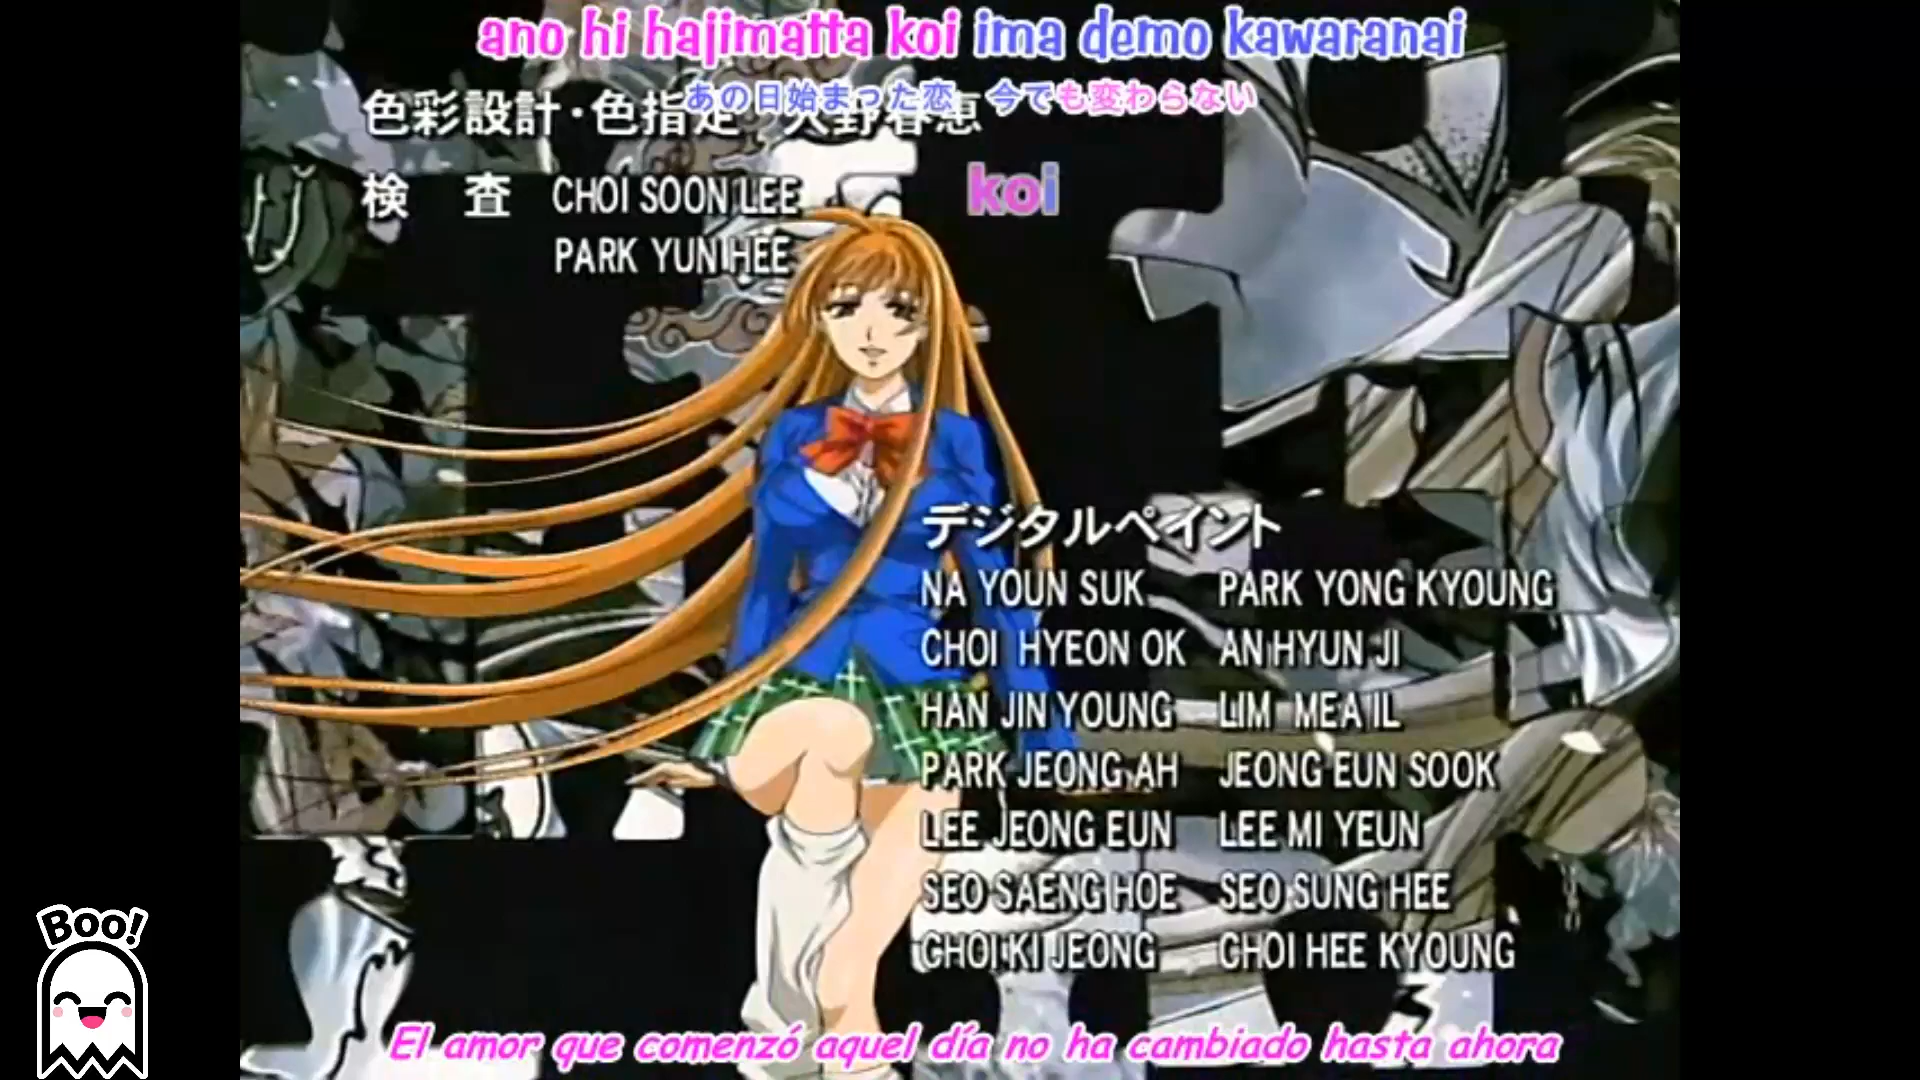 ano hi hajimatta koi ima demo kawaranai
あの日始まった恋 今でも変わらない
色彩設計・色指定 火野春恵
koi
検 査 CHOI SOON LEE
PARK YUN HEE
デジタルペイント
NA YOUN SUK PARK YONG KYOUNG
CHOI HYEON OK AN HYUN JI
HAN JIN YOUNG LIM MEA IL
PARK JEONG AH JEONG EUN SOOK
LEE JEONG EUN LEE MI YEUN
SEO SAENG HOE SEO SUNG HEE
CHOI KI JEONG CHOI HEE KYOUNG
Boo!
El amor que comenzó aquel día no ha cambiado hasta ahora